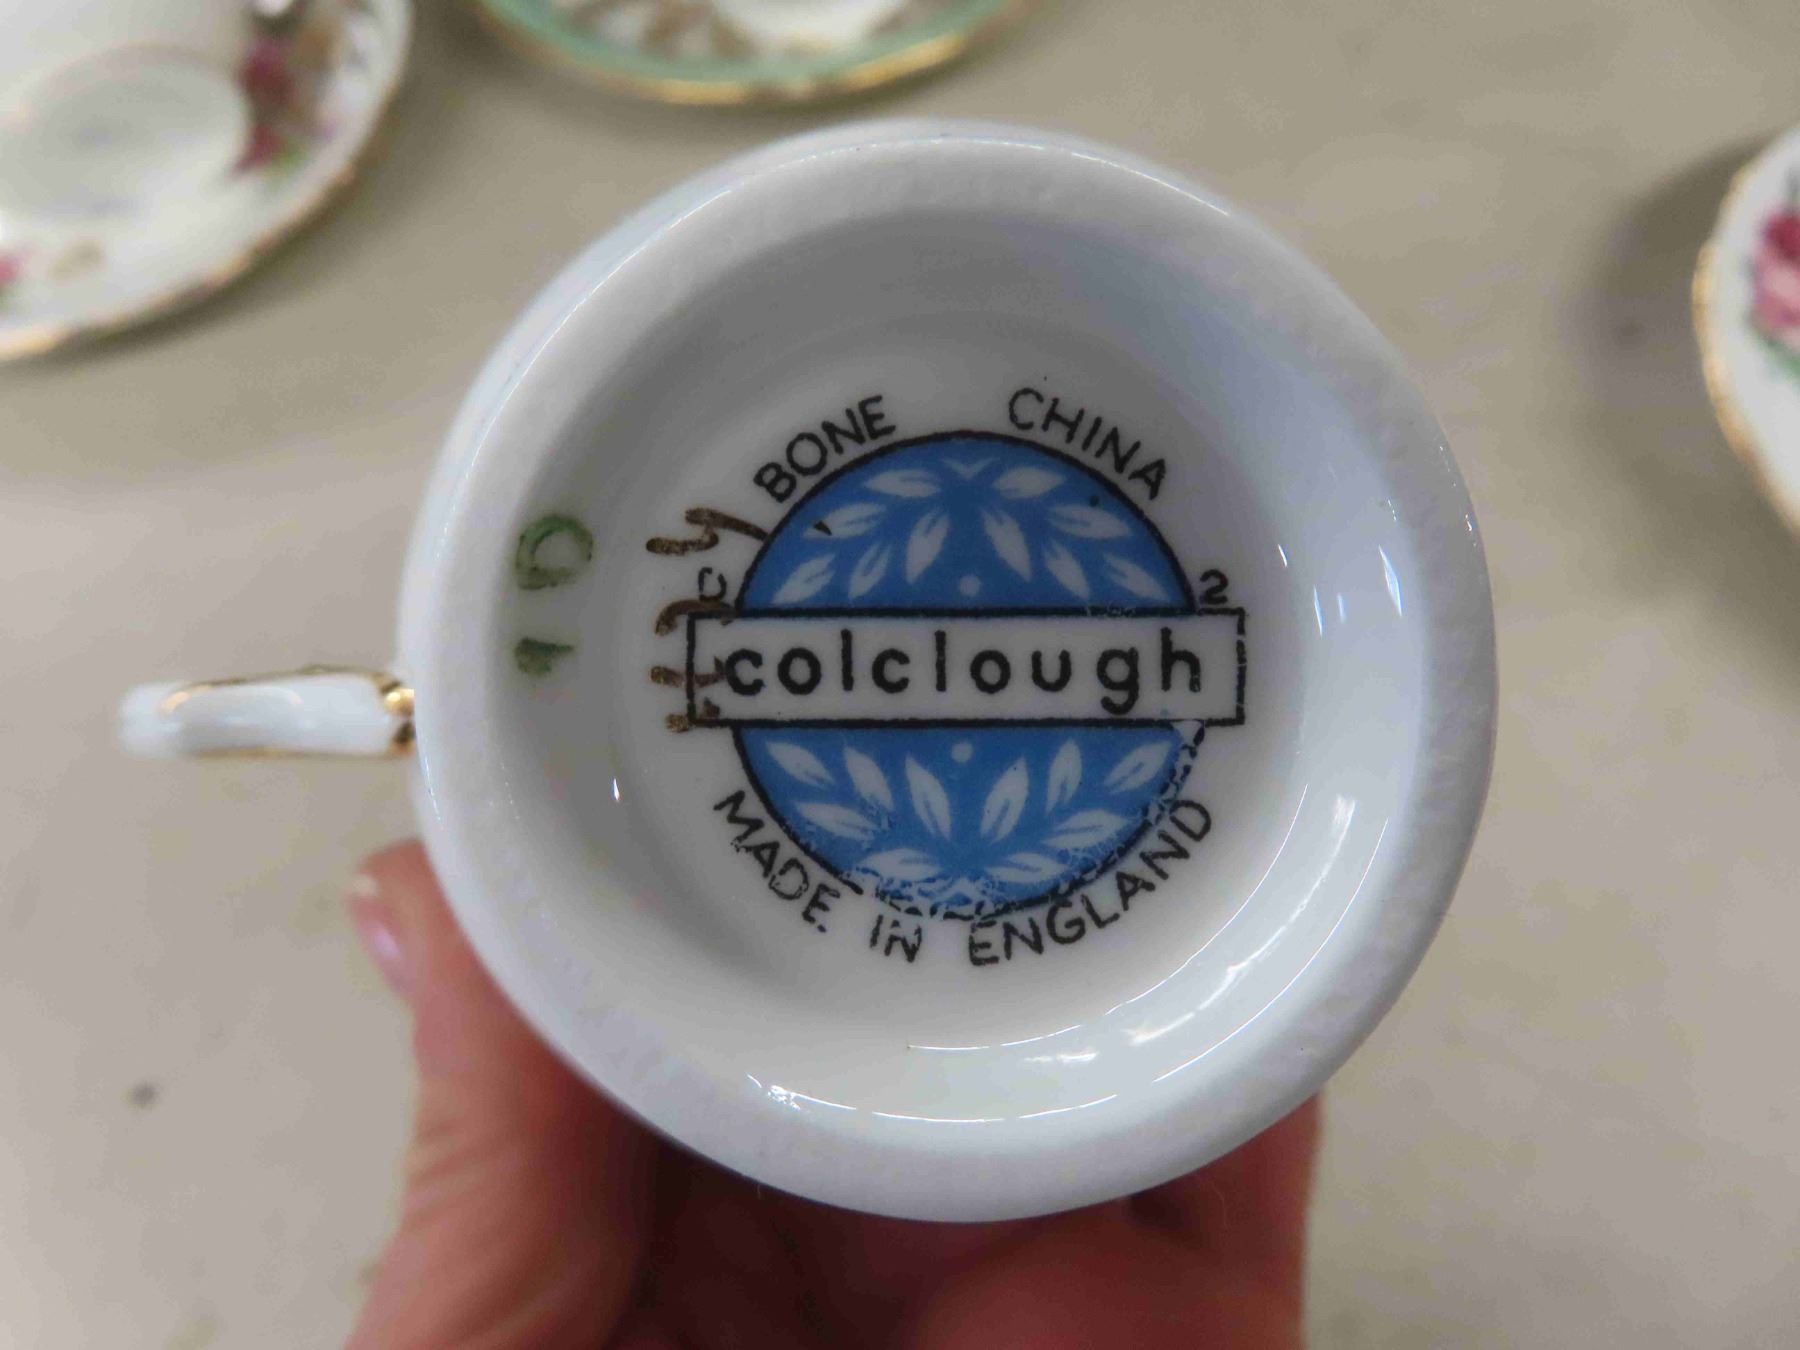 BONE CHINA
2
colclough
MADE IN ENGLAND